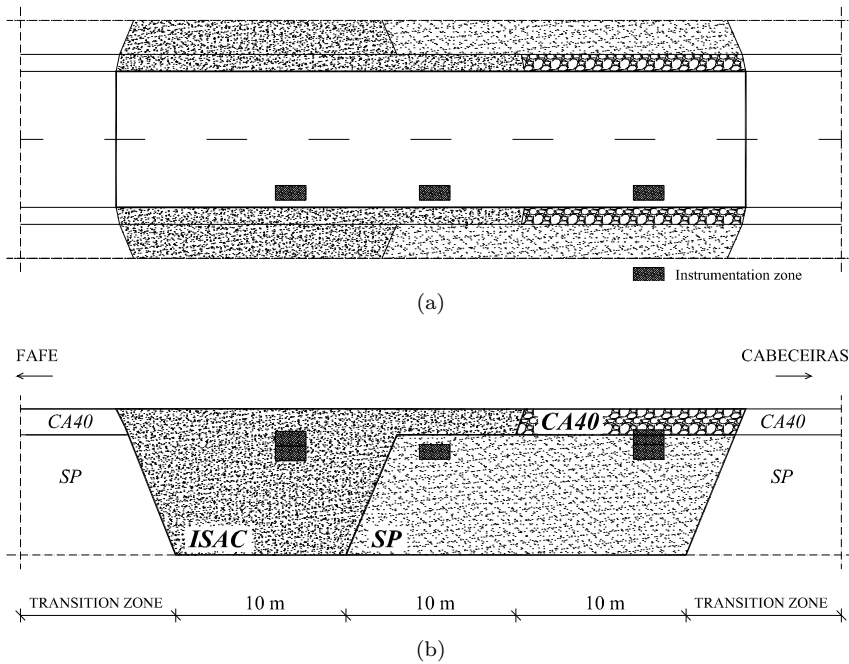 Instrumentation zone
(a)
FAFE
CABECEIRAS
CA40
CA40
CA40
SP
SP
ISAC
SP
TRANSITION ZONE
10 m
10 m
10 m
TRANSITION ZONE
(b)